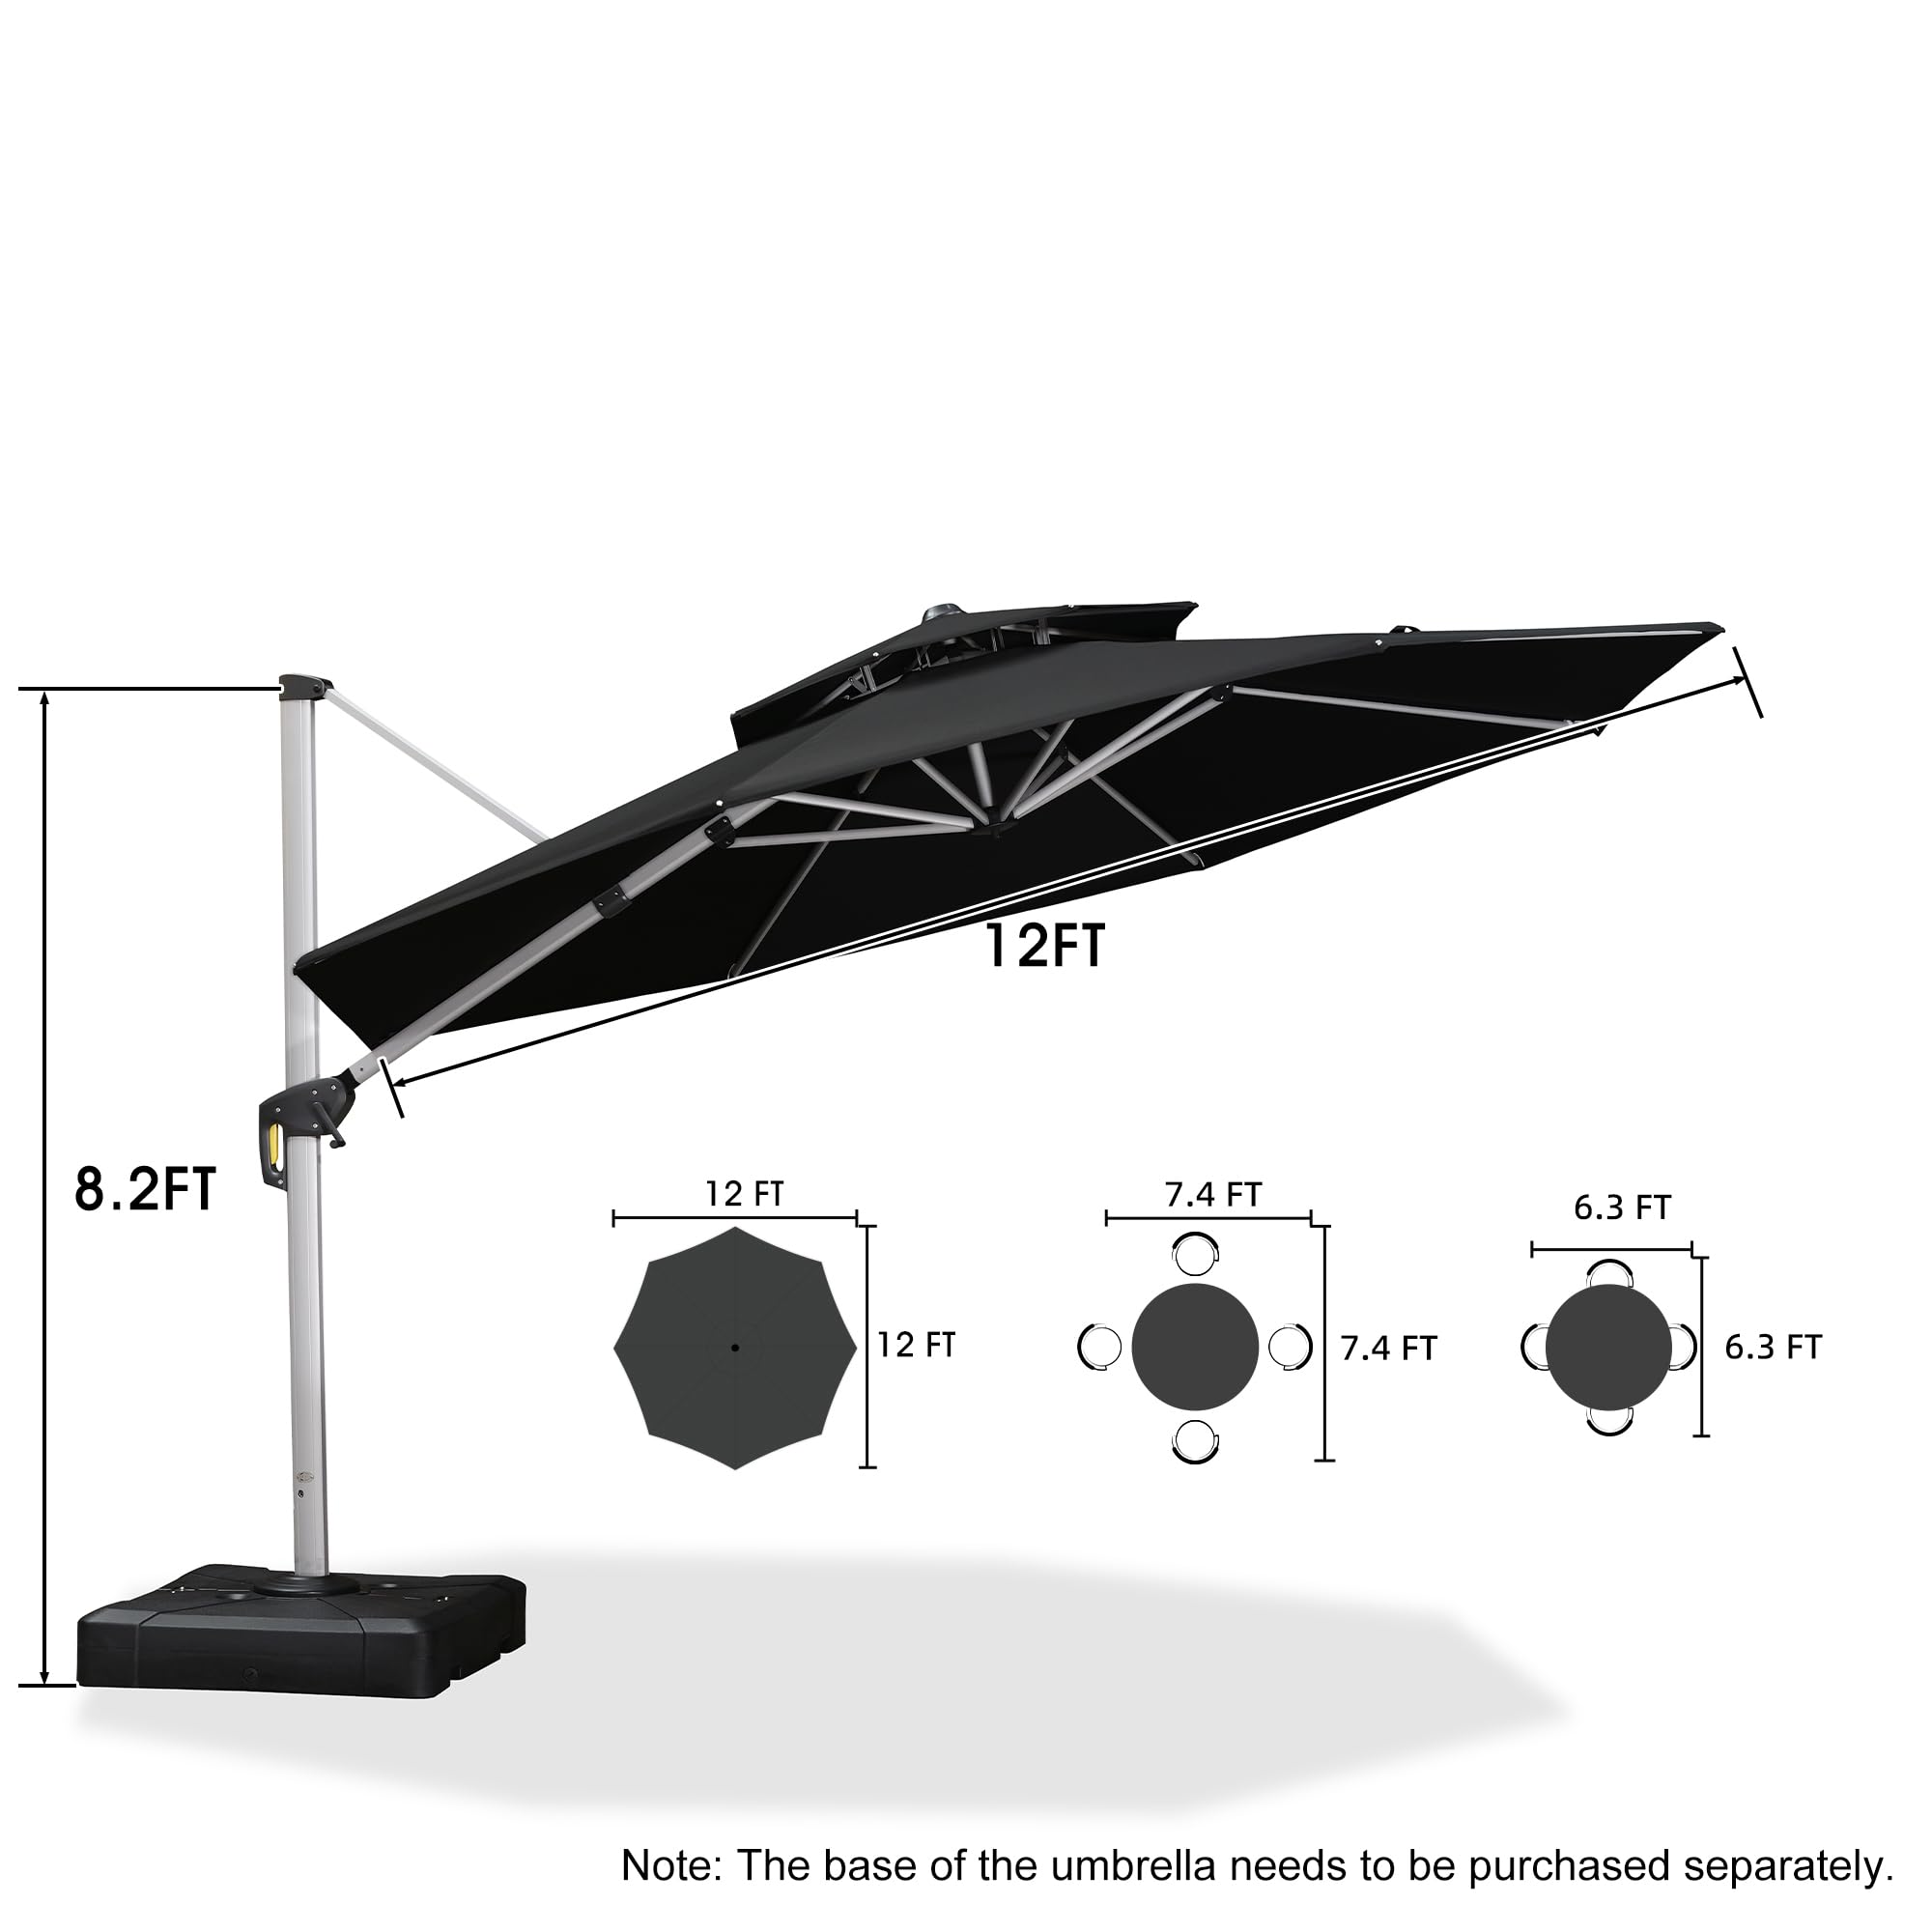 12FT
8.2FT
12 FT
12 FT
7.4 FT
7.4 FT
6.3 FT
6.3 FT
Note: The base of the umbrella needs to be purchased separately.